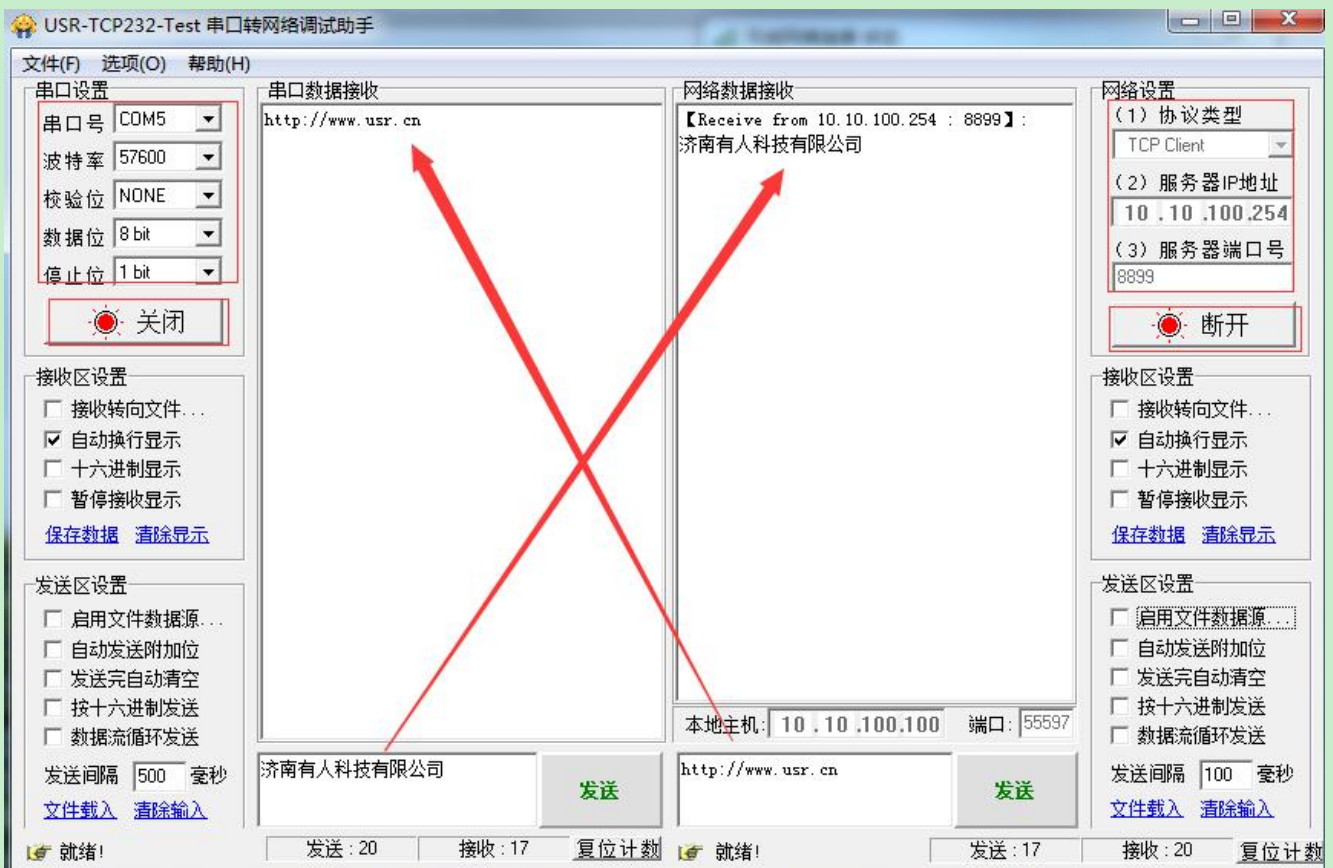 USR-TCP232-Test 串口转网络调试助手
文件(F) 选项(O) 帮助(H)
串口设置
串口号 COM5
波特率 57600
校验位 NONE
数据位 8 bit
停止位 1 bit
关闭
接收区设置
接收转向文件...
自动换行显示
十六进制显示
暂停接收显示
保存数据 清除显示
发送区设置
启用文件数据源...
自动发送附加位
发送完自动清空
按十六进制发送
数据流循环发送
发送间隔 500 毫秒
文件载入 清除输入
就绪!
串口数据接收
http://www.usr.cn
济南有人科技有限公司
发送
发送 : 20 接收 : 17 复位计数
网络数据接收
【Receive from 10.10.100.254 : 8899】:
济南有人科技有限公司
本地主机: 10 . 10 .100.100 端口: 55597
http://www.usr.cn
发送
就绪!
发送 : 17 接收 : 20 复位计数
网络设置
(1) 协议类型
TCP Client
(2) 服务器IP地址
10 . 10 .100.254
(3) 服务器端口号
8899
断开
接收区设置
接收转向文件...
自动换行显示
十六进制显示
暂停接收显示
保存数据 清除显示
发送区设置
启用文件数据源...
自动发送附加位
发送完自动清空
按十六进制发送
数据流循环发送
发送间隔 100 毫秒
文件载入 清除输入